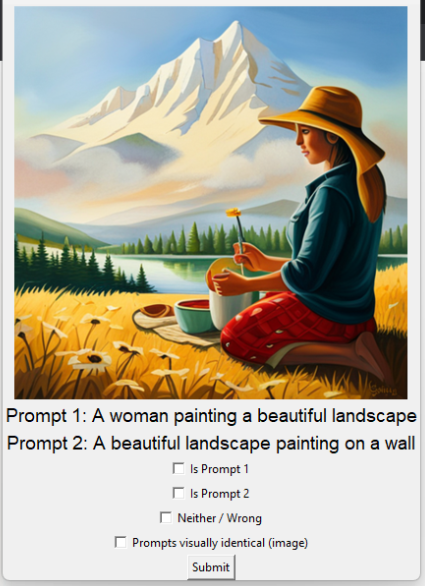 Prompt 1: A woman painting a beautiful landscape
Prompt 2: A beautiful landscape painting on a wall
Is Prompt 1
Is Prompt 2
Neither / Wrong
Prompts visually identical (image)
Submit